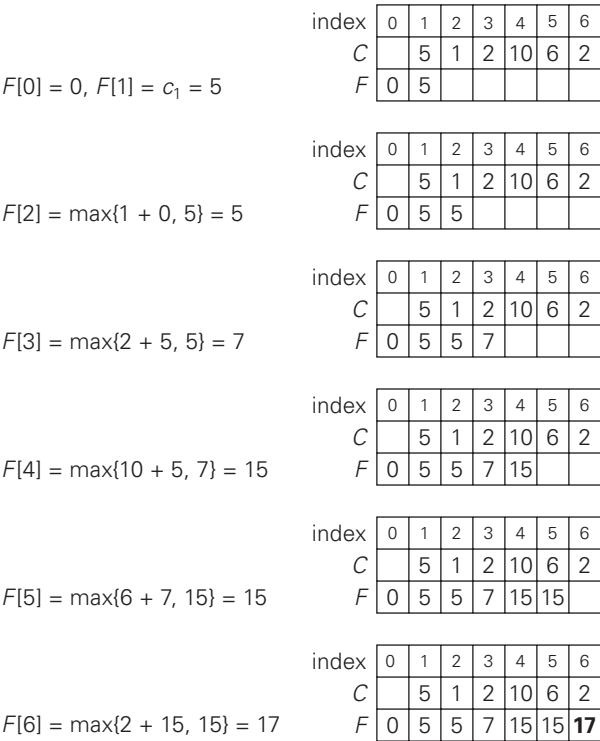 index 0 1 2 3 4 5 6
C 5 1 2 10 6 2
F[0] = 0, F[1] = c₁ = 5 F 0 5
index 0 1 2 3 4 5 6
C 5 1 2 10 6 2
F[2] = max{1 + 0, 5} = 5 F 0 5 5
index 0 1 2 3 4 5 6
C 5 1 2 10 6 2
F[3] = max{2 + 5, 5} = 7 F 0 5 5 7
index 0 1 2 3 4 5 6
C 5 1 2 10 6 2
F[4] = max{10 + 5, 7} = 15 F 0 5 5 7 15
index 0 1 2 3 4 5 6
C 5 1 2 10 6 2
F[5] = max{6 + 7, 15} = 15 F 0 5 5 7 15 15
index 0 1 2 3 4 5 6
C 5 1 2 10 6 2
F[6] = max{2 + 15, 15} = 17 F 0 5 5 7 15 15 17